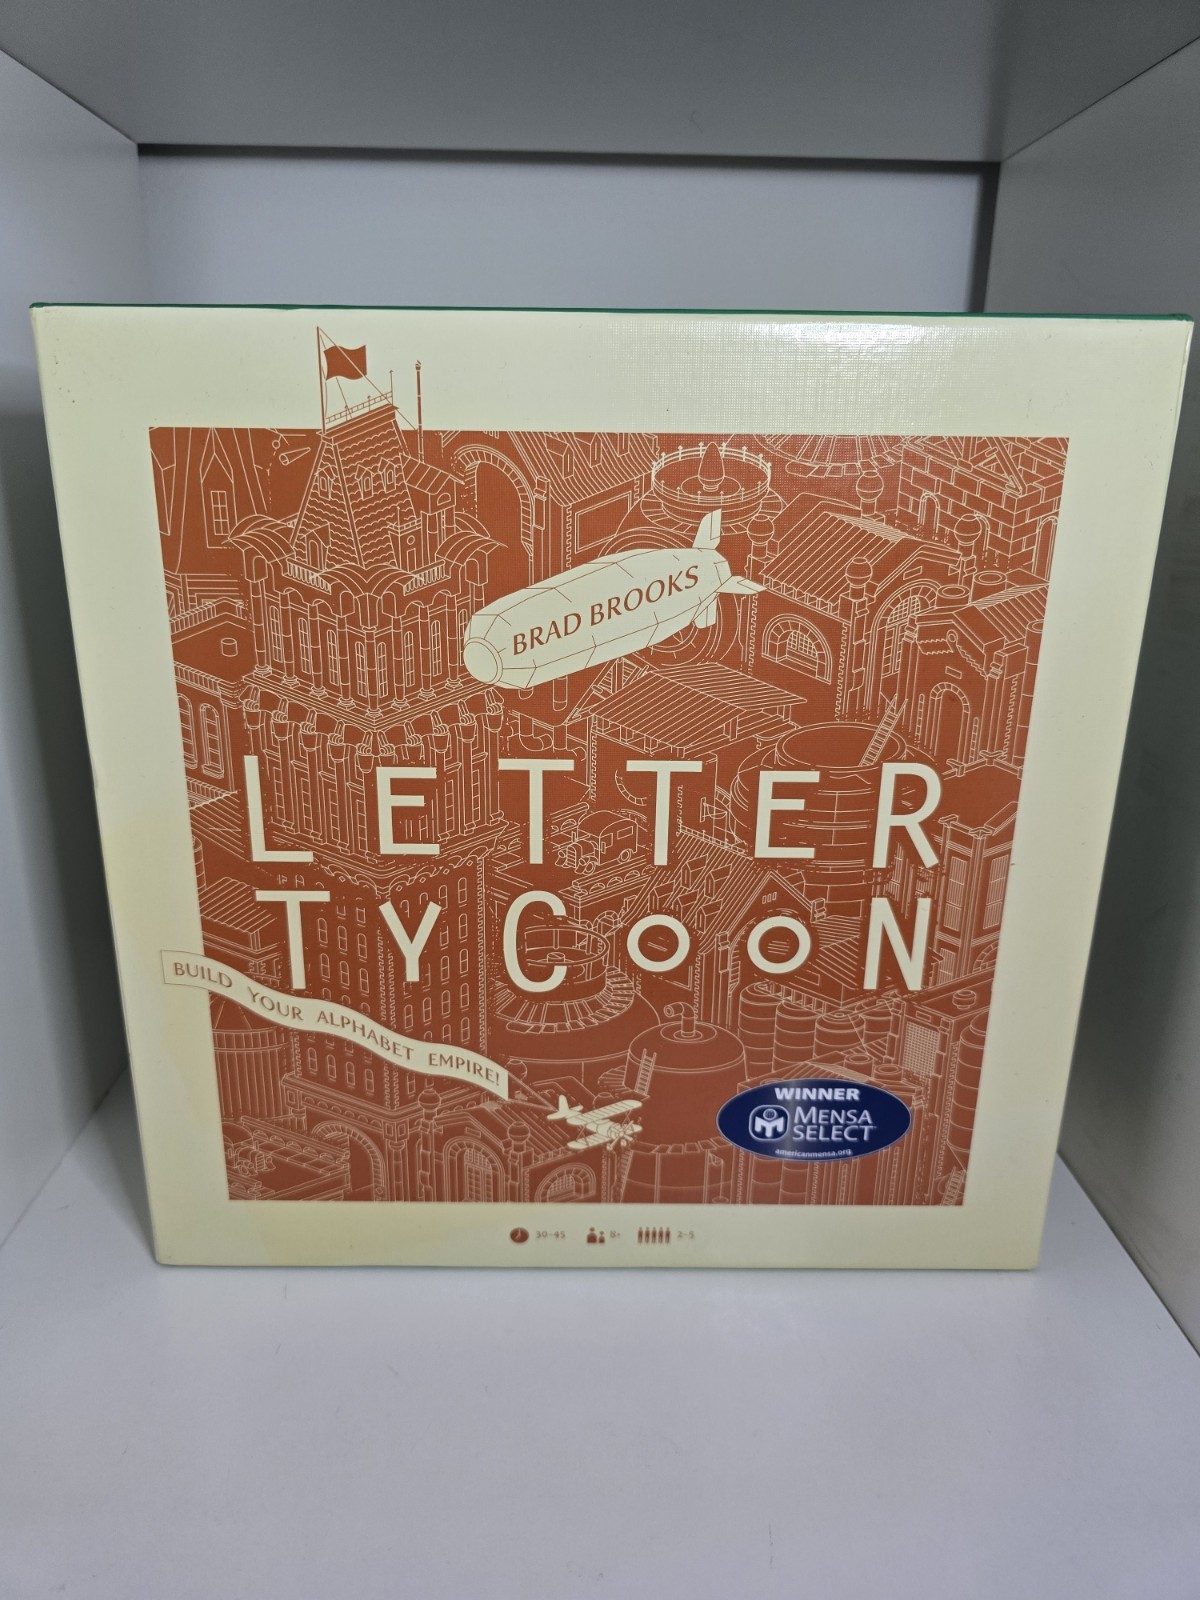 BRAD BROOKS
LETTER
TYCOON
BUILD YOUR ALPHABET EMPIRE!
WINNER
MENSA
SELECT
americanmensa.org
30-45 8+ 2-5